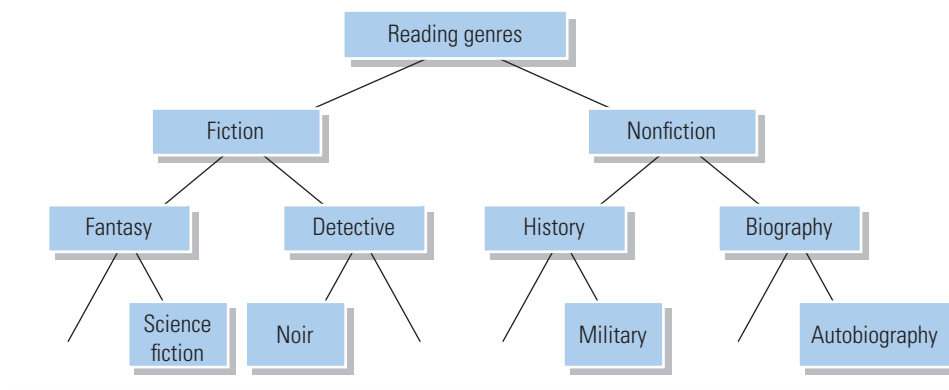 Reading genres
Fiction
Nonfiction
Fantasy
Detective
History
Biography
Science
fiction
Noir
Military
Autobiography